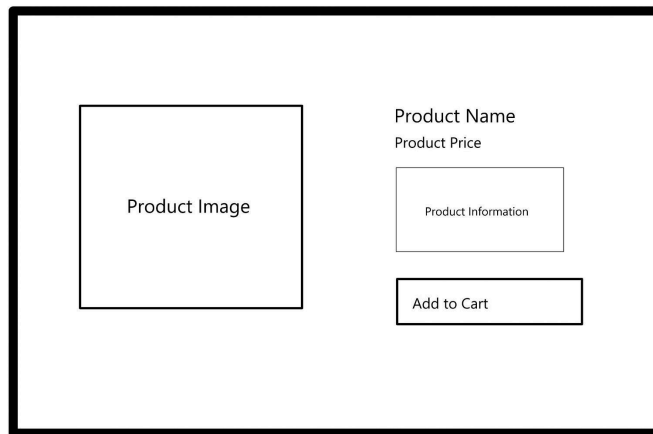 Product Name
Product Price
Product Image
Product Information
Add to Cart